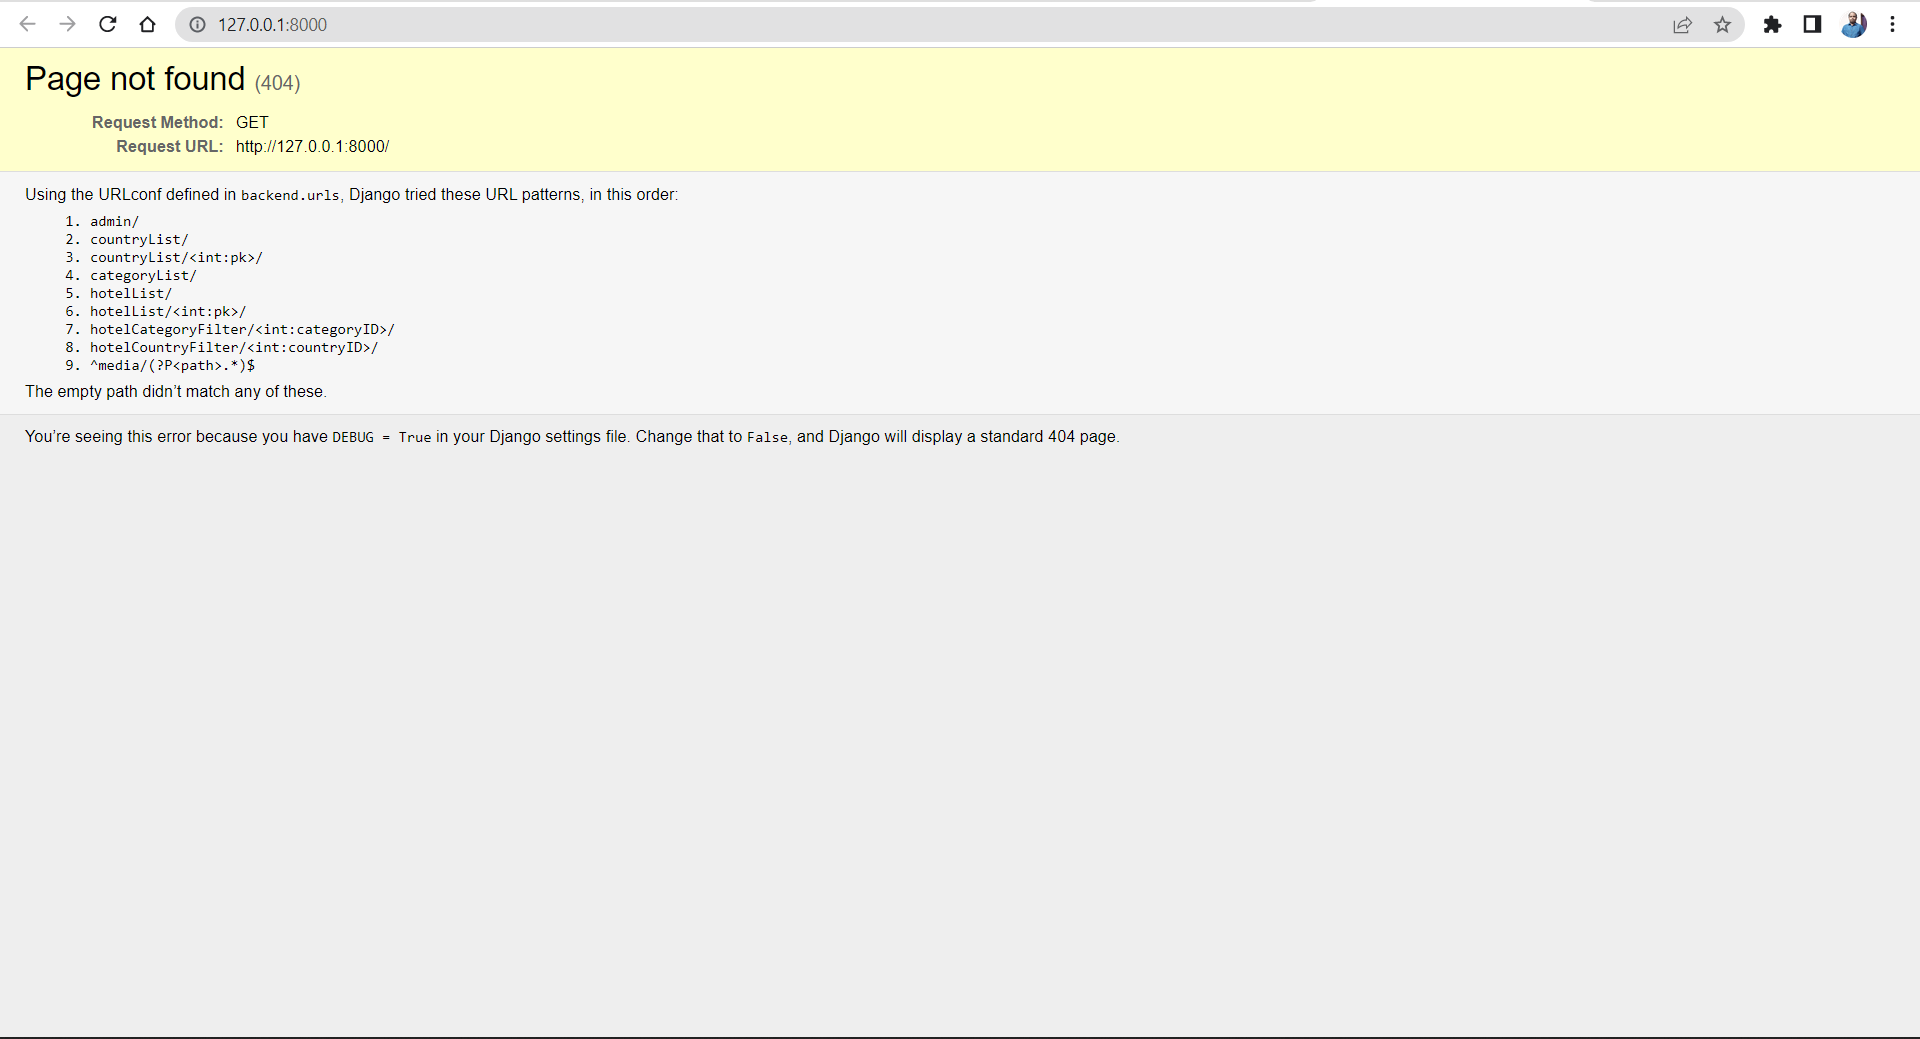 127.0.0.1:8000
Page not found (404)
Request Method: GET
Request URL: http://127.0.0.1:8000/
Using the URLconf defined in backend.urls, Django tried these URL patterns, in this order:
1. admin/
2. countryList/
3. countryList/<int:pk>/
4. categoryList/
5. hotelList/
6. hotelList/<int:pk>/
7. hotelCategoryFilter/<int:categoryID>/
8. hotelCountryFilter/<int:countryID>/
9. ^media/(?P<path>.*)$
The empty path didn’t match any of these.
You’re seeing this error because you have DEBUG = True in your Django settings file. Change that to False, and Django will display a standard 404 page.